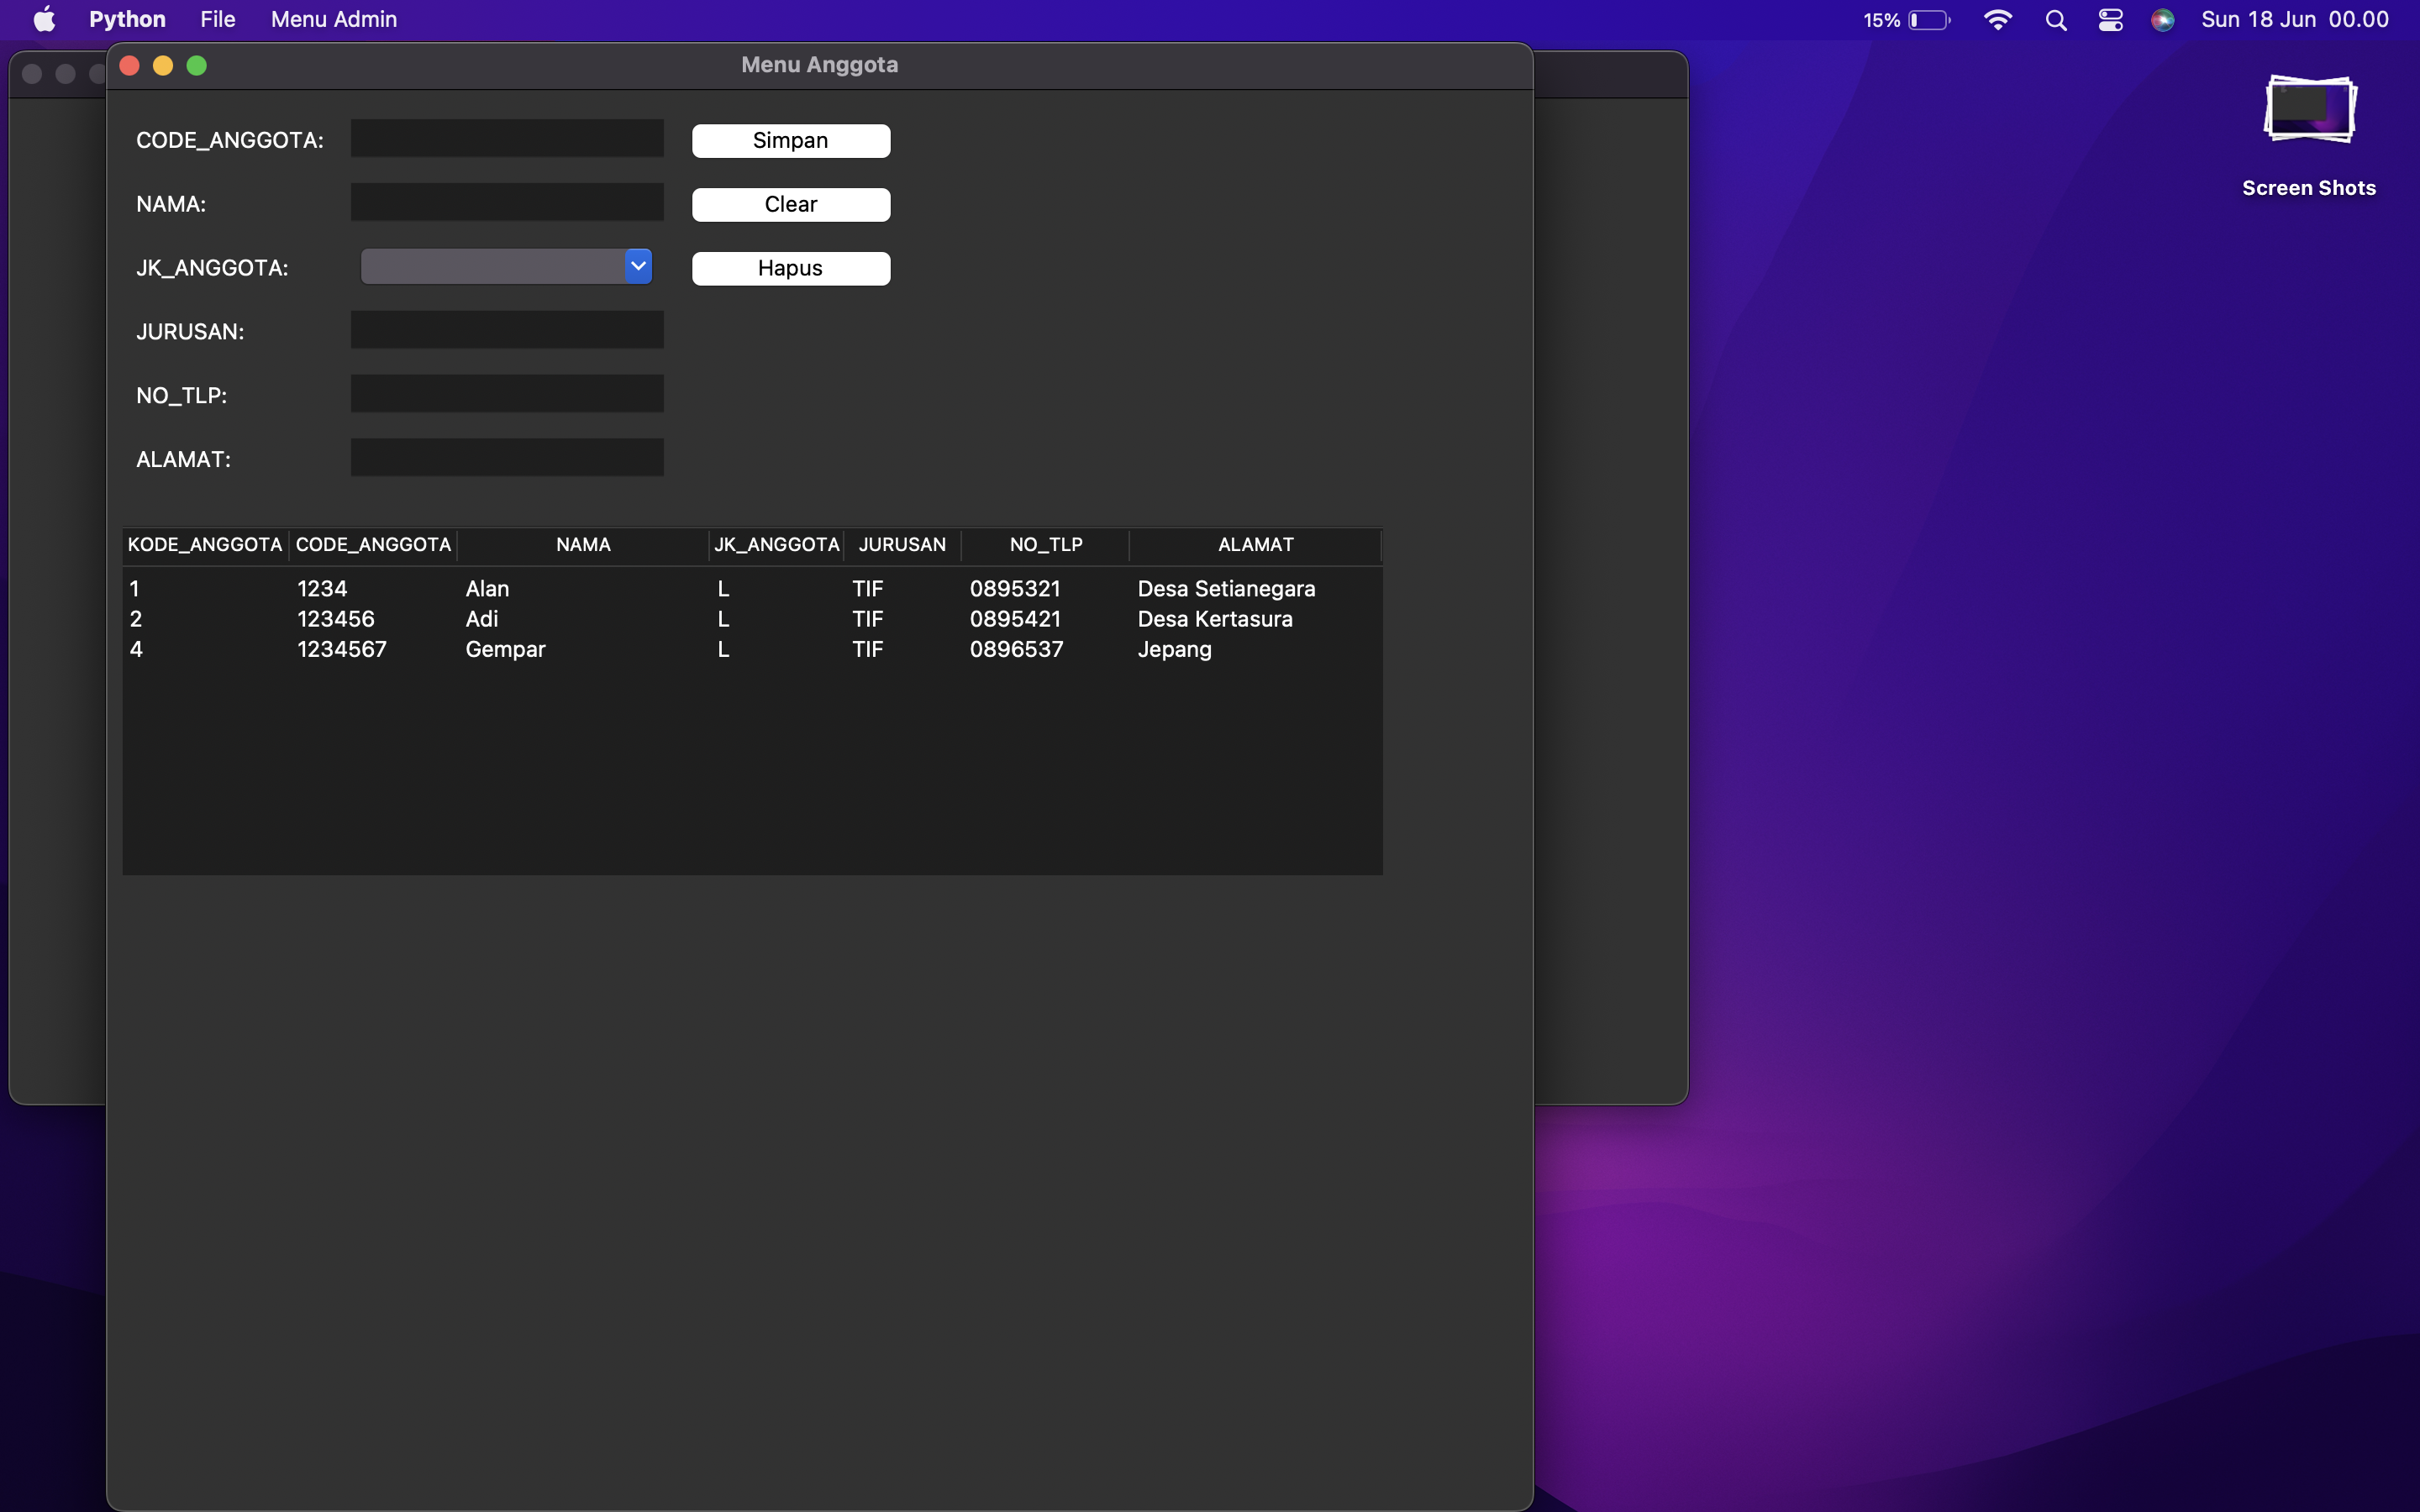 Python File Menu Admin 15% Sun 18 Jun 00.00
Menu Anggota
Screen Shots
CODE_ANGGOTA: Simpan
NAMA: Clear
JK_ANGGOTA: Hapus
JURUSAN:
NO_TLP:
ALAMAT:
KODE_ANGGOTA CODE_ANGGOTA NAMA JK_ANGGOTA JURUSAN NO_TLP ALAMAT
1 1234 Alan L TIF 0895321 Desa Setianegara
2 123456 Adi L TIF 0895421 Desa Kertasura
4 1234567 Gempar L TIF 0896537 Jepang